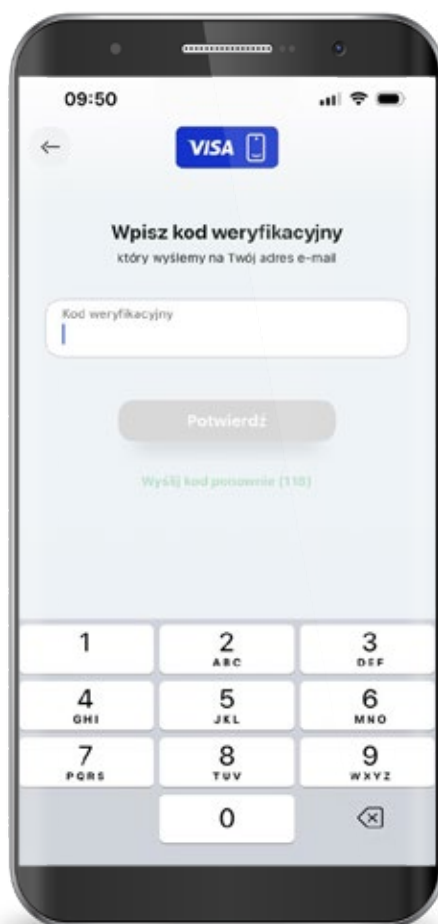 09:50
VISA
Wpisz kod weryfikacyjny
który wyślemy na Twój adres e-mail
Kod weryfikacyjny
Potwierdź
Wyślij kod ponownie (118)
1
2
ABC
3
DEF
4
GHI
5
JKL
6
MNO
7
PQRS
8
TUV
9
WXYZ
0